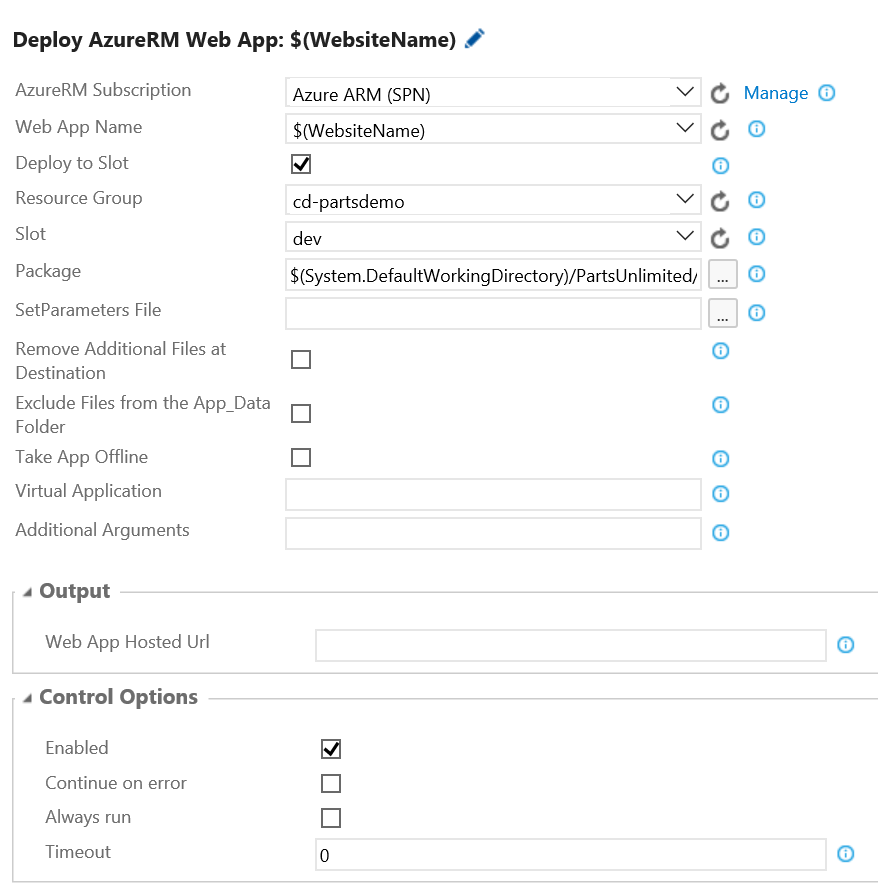 Deploy AzureRM Web App: $(WebsiteName)
AzureRM Subscription
Azure ARM (SPN)
Manage
Web App Name
$(WebsiteName)
Deploy to Slot
Resource Group
cd-partsdemo
Slot
dev
Package
$(System.DefaultWorkingDirectory)/PartsUnlimited/
...
SetParameters File
...
Remove Additional Files at
Destination
Exclude Files from the App_Data
Folder
Take App Offline
Virtual Application
Additional Arguments
Output
Web App Hosted Url
Control Options
Enabled
Continue on error
Always run
Timeout
0